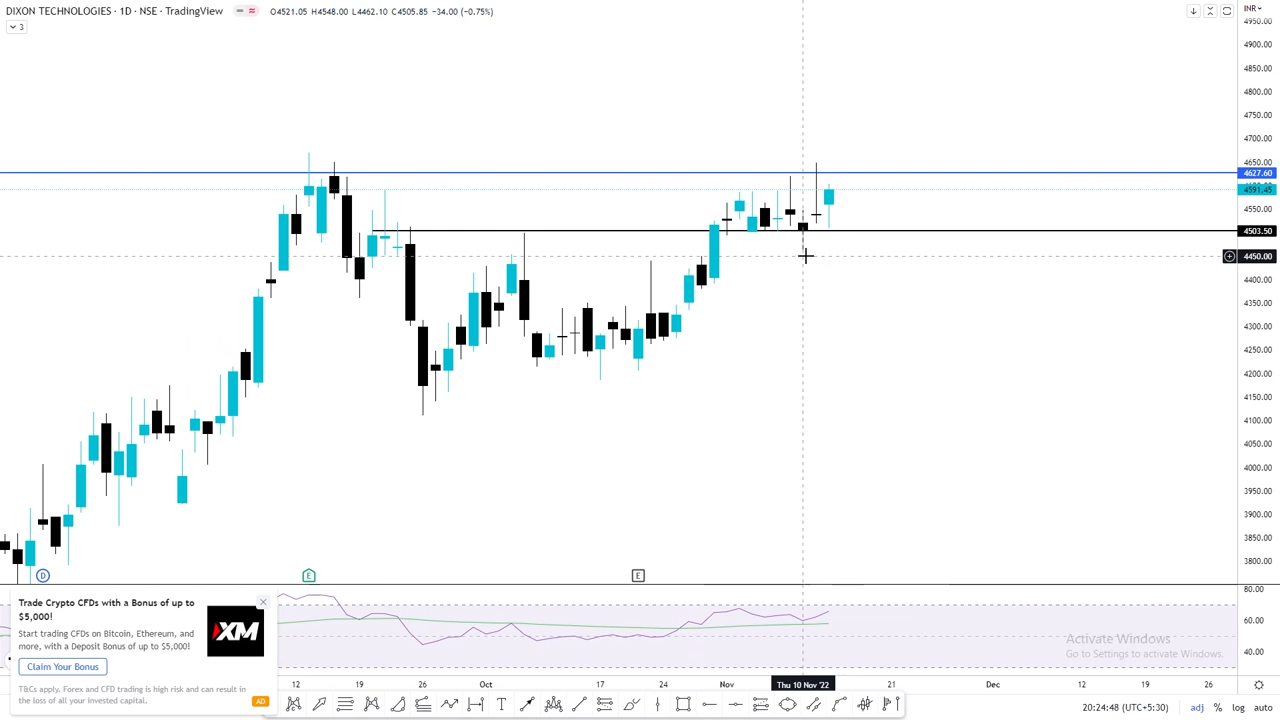 DIXON TECHNOLOGIES · 1D · NSE · TradingView
O4521.05 H4548.00 L4462.10 C4505.85 −34.00 (−0.75%)
3
INR
4950.00
4900.00
4850.00
4800.00
4750.00
4700.00
4650.00
4627.60
4591.45
4550.00
4503.50
4450.00
4400.00
4350.00
4300.00
4250.00
4200.00
4150.00
4100.00
4050.00
4000.00
3950.00
3900.00
3850.00
3800.00
D
E
E
80.00
60.00
40.00
Trade Crypto CFDs with a Bonus of up to
$5,000!
Start trading CFDs on Bitcoin, Ethereum, and
more, with a Deposit Bonus of up to $5,000!
XM
Claim Your Bonus
T&Cs apply. Forex and CFD trading is high risk and can result in
the loss of all your invested capital.
AD
Activate Windows
Go to Settings to activate Windows.
12
19
26
Oct
17
24
Nov
Thu 10 Nov '22
21
Dec
12
19
26
T
20:24:48 (UTC+5:30)
adj
%
log
auto